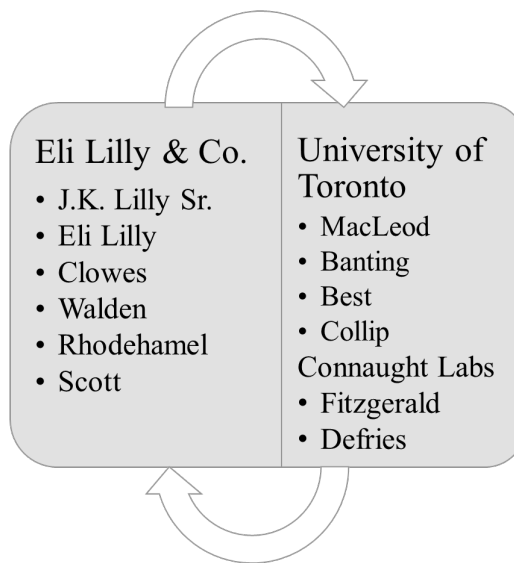 Eli Lilly & Co.
• J.K. Lilly Sr.
• Eli Lilly
• Clowes
• Walden
• Rhodehamel
• Scott
University of
Toronto
• MacLeod
• Banting
• Best
• Collip
Connaught Labs
• Fitzgerald
• Defries